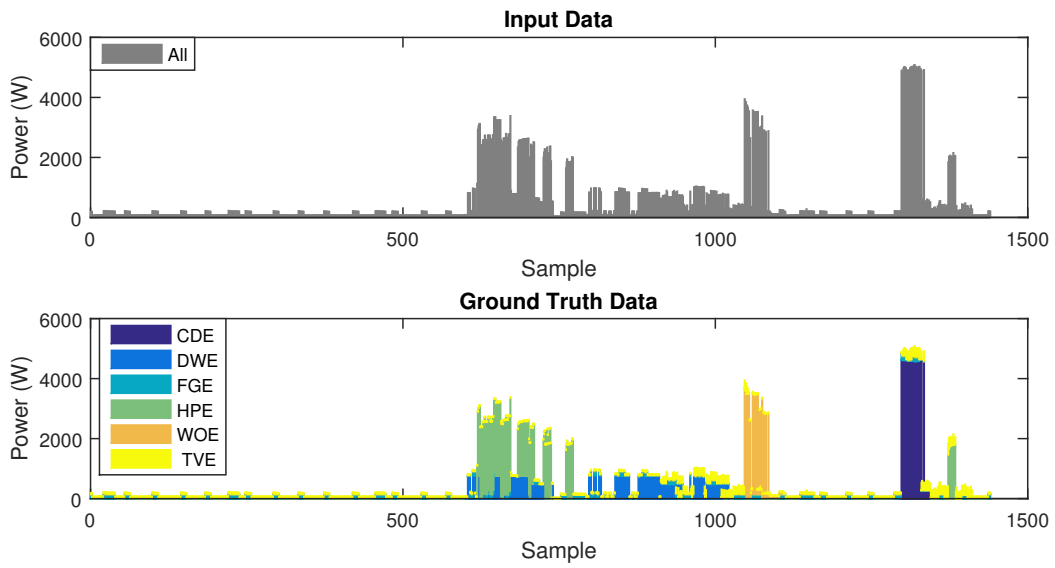 Input Data
6000
4000
2000
0
Power (W)
All
0
500
1000
1500
Sample
Ground Truth Data
6000
4000
2000
0
Power (W)
CDE
DWE
FGE
HPE
WOE
TVE
0
500
1000
1500
Sample